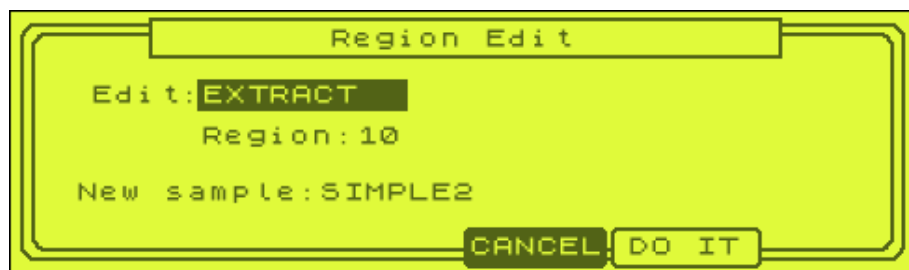 Region Edit
Edit:EXTRACT
Region:10
New sample:SIMPLE2
CANCEL DO IT